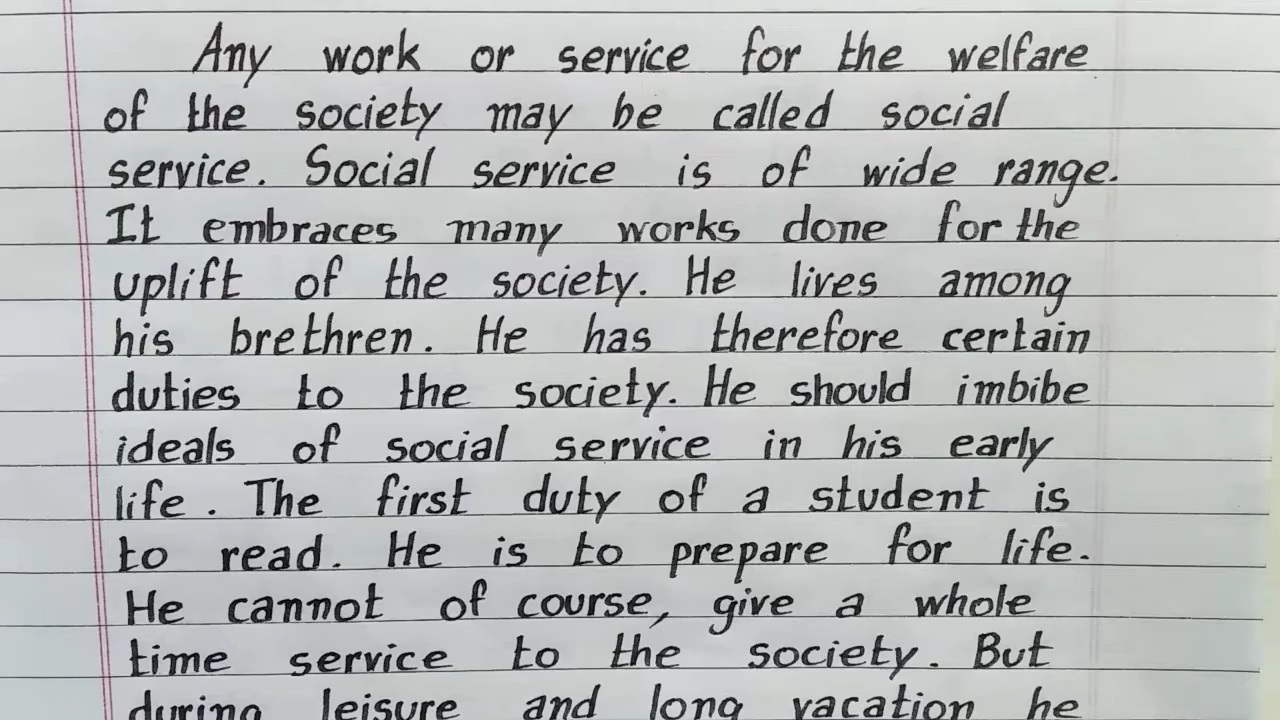 Any work or service for the welfare
of the society may be called social
service. Social service is of wide range.
It embraces many works done for the
uplift of the society. He lives among
his brethren. He has therefore certain
duties to the society. He should imbibe
ideals of social service in his early
life. The first duty of a student is
to read. He is to prepare for life.
He cannot of course, give a whole
time service to the society. But
during leisure and long vacation he